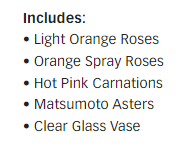 Includes:
• Light Orange Roses
• Orange Spray Roses
• Hot Pink Carnations
• Matsumoto Asters
• Clear Glass Vase